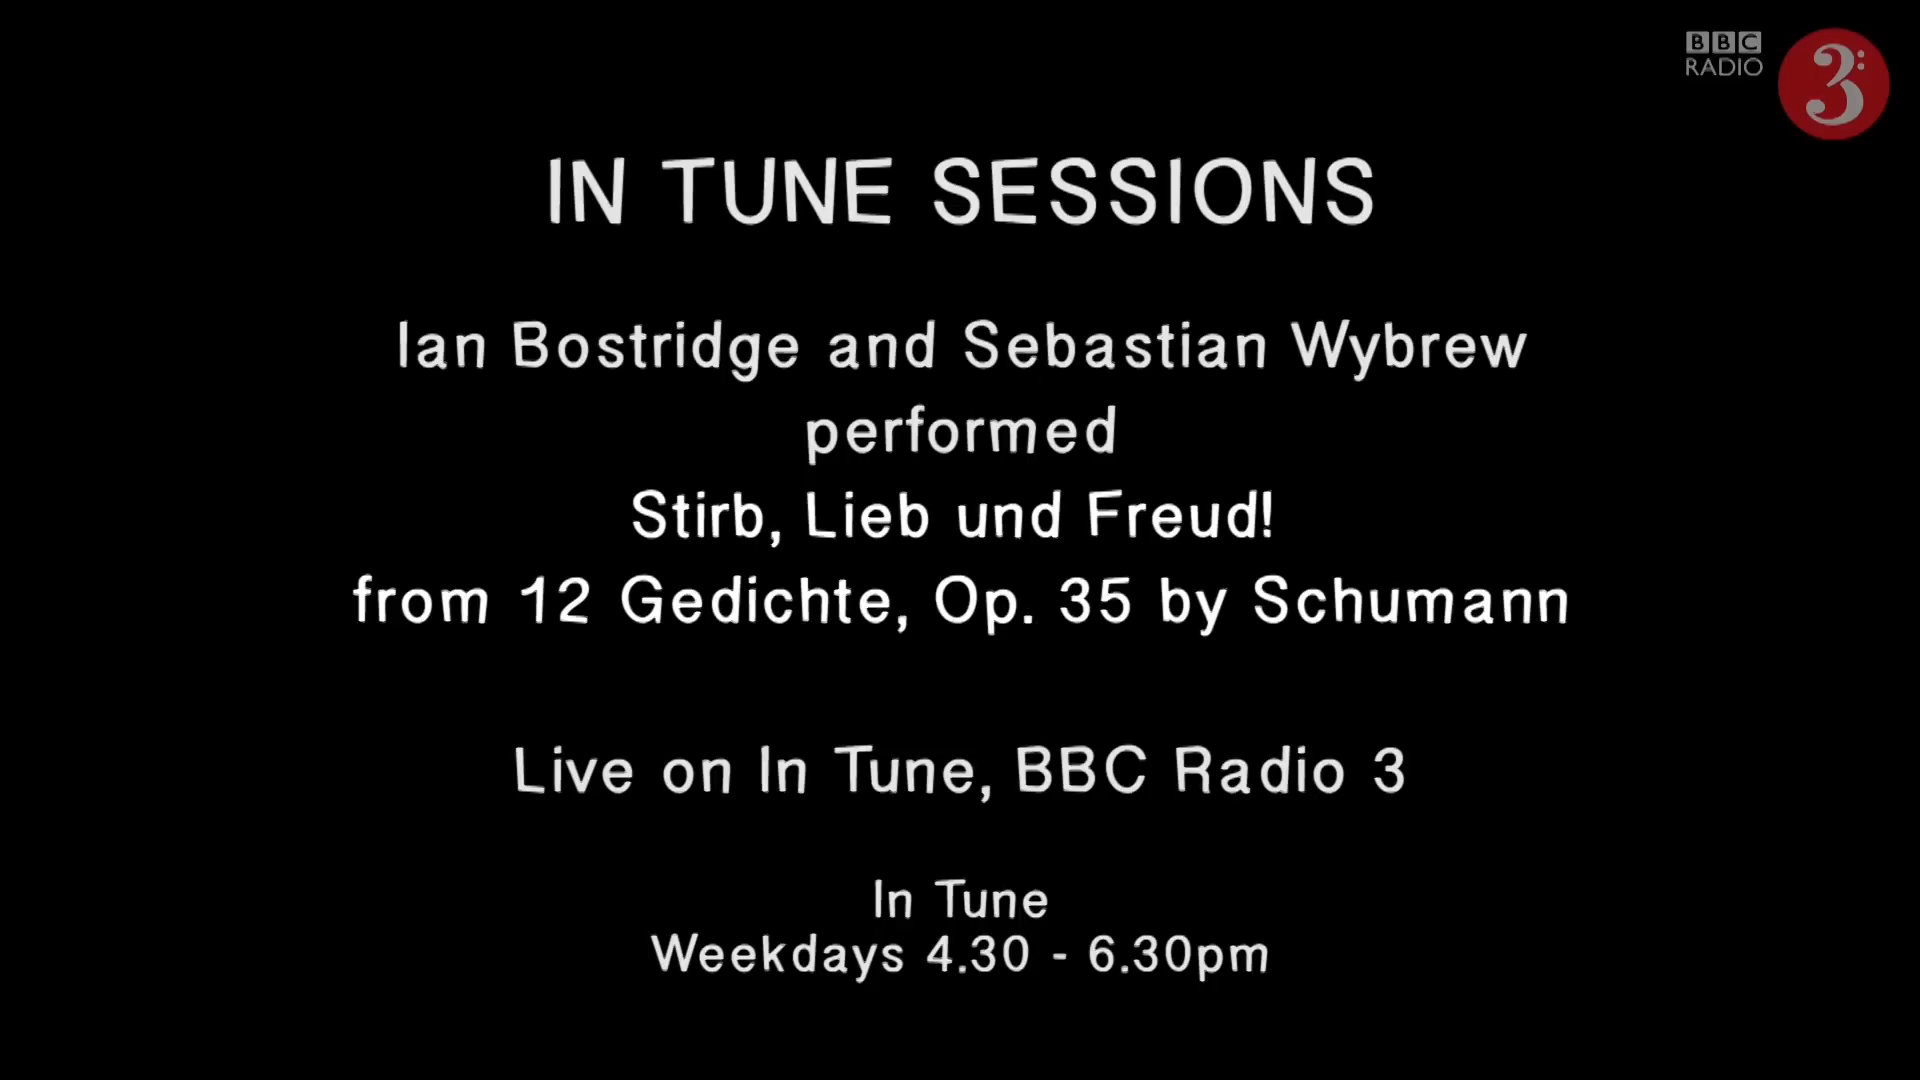 BBC
RADIO
3
IN TUNE SESSIONS
Ian Bostridge and Sebastian Wybrew
performed
Stirb, Lieb und Freud!
from 12 Gedichte, Op. 35 by Schumann
Live on In Tune, BBC Radio 3
In Tune
Weekdays 4.30 - 6.30pm